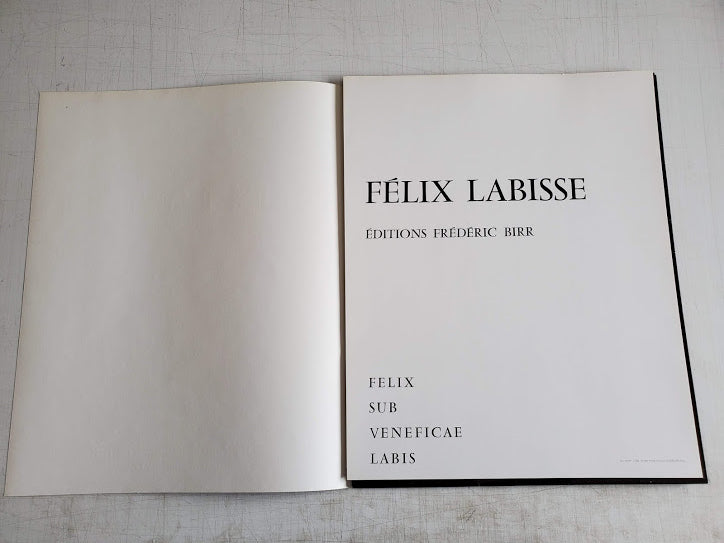 FÉLIX LABISSE
ÉDITIONS FRÉDÉRIC BIRR
FELIX
SUB
VENEFICAE
LABIS